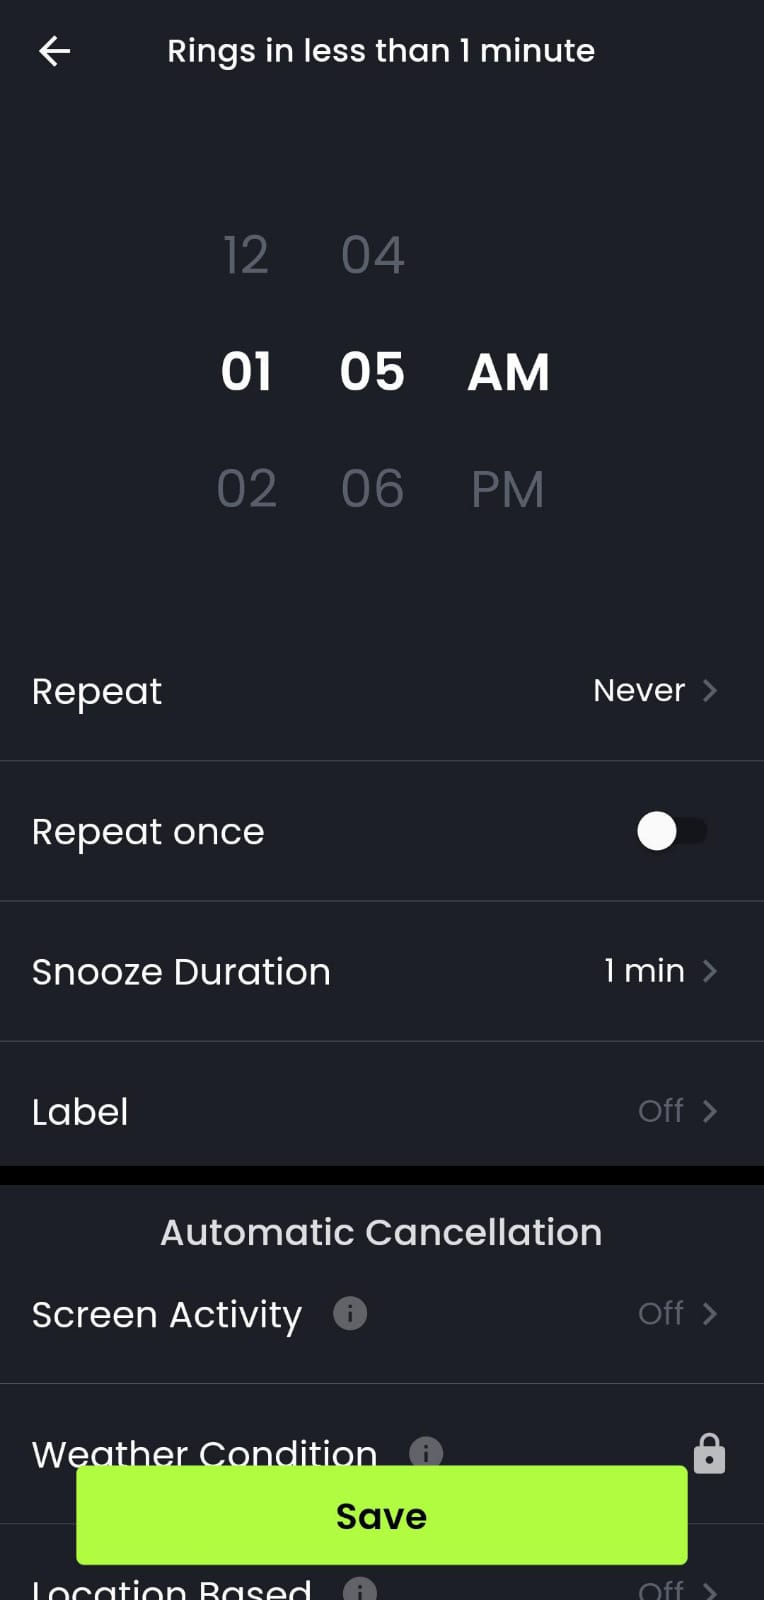 Rings in less than 1 minute
12 04
01 05 AM
02 06 PM
Repeat Never
Repeat once
Snooze Duration 1 min
Label Off
Automatic Cancellation
Screen Activity Off
Weather Condition
Save
Location Based Off